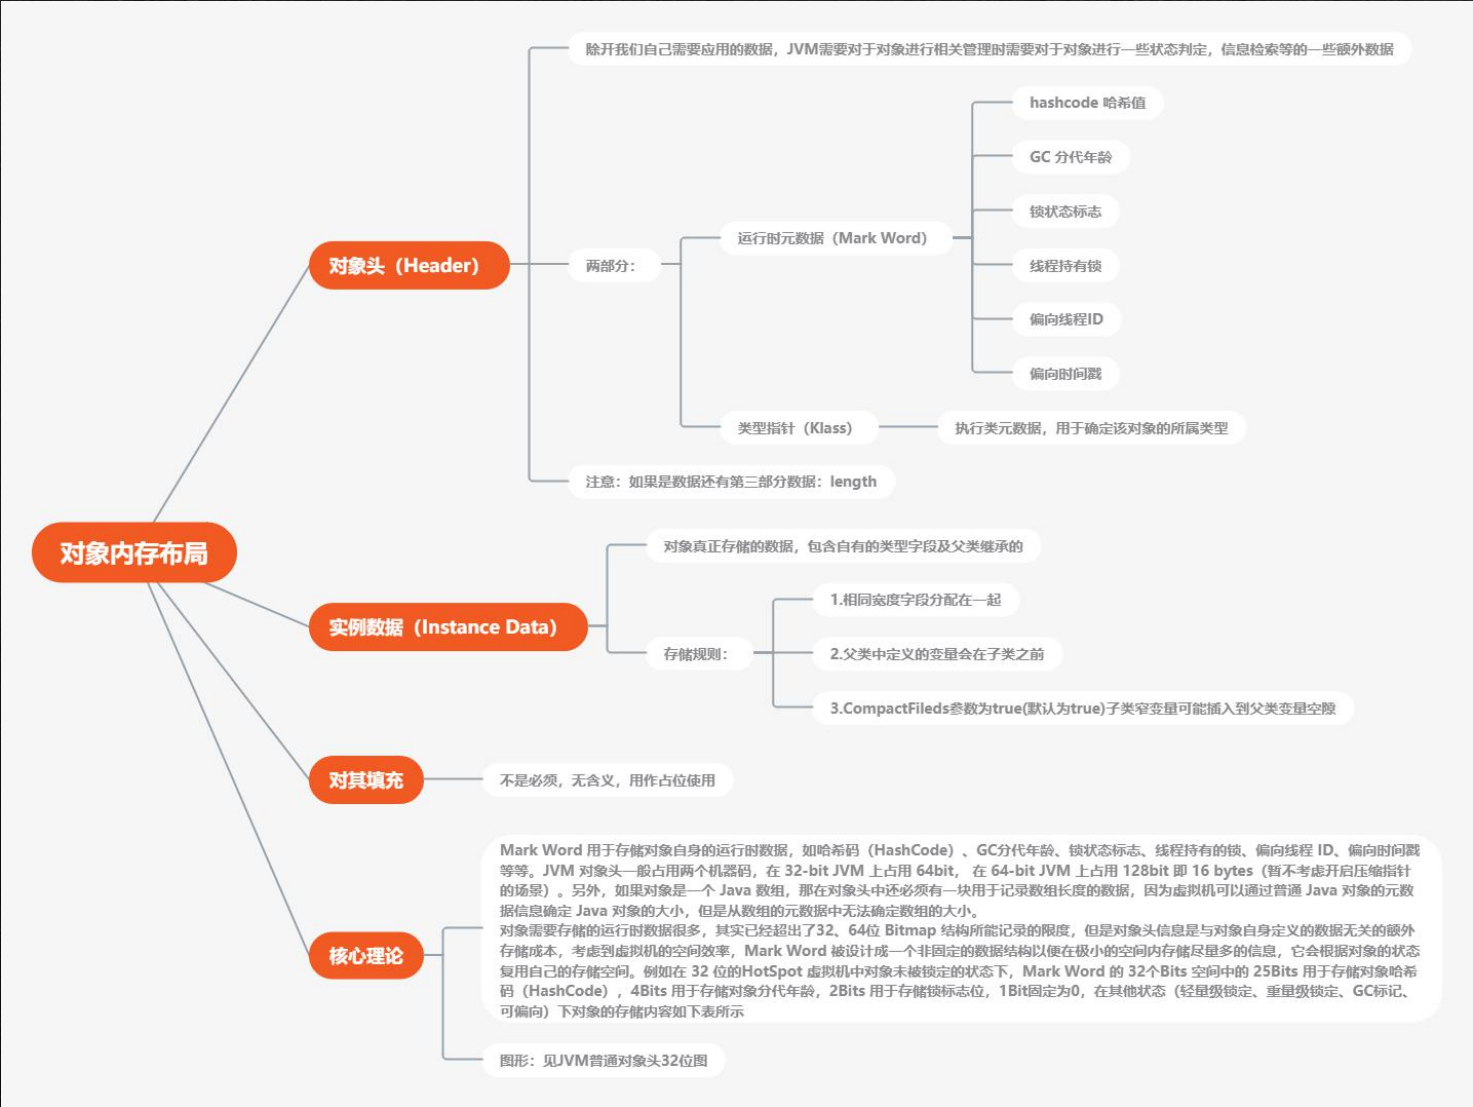 对象内存布局
对象头（Header）
除开我们自己需要应用的数据，JVM需要对于对象进行相关管理时需要对于对象进行一些状态判定，信息检索等的一些额外数据
两部分：
运行时元数据（Mark Word）
hashcode 哈希值
GC 分代年龄
锁状态标志
线程持有锁
偏向线程ID
偏向时间戳
类型指针（Klass）
执行类元数据，用于确定该对象的所属类型
注意：如果是数据还有第三部分数据：length
实例数据（Instance Data）
对象真正存储的数据，包含自有的类型字段及父类继承的
存储规则：
1.相同宽度字段分配在一起
2.父类中定义的变量会在子类之前
3.CompactFileds参数为true(默认为true)子类窄变量可能插入到父类变量空隙
对其填充
不是必须，无含义，用作占位使用
核心理论
Mark Word 用于存储对象自身的运行时数据，如哈希码（HashCode）、GC分代年龄、锁状态标志、线程持有的锁、偏向线程 ID、偏向时间戳
等等。JVM 对象头一般占用两个机器码，在 32-bit JVM 上占用 64bit， 在 64-bit JVM 上占用 128bit 即 16 bytes（暂不考虑开启压缩指针
的场景）。另外，如果对象是一个 Java 数组，那在对象头中还必须有一块用于记录数组长度的数据，因为虚拟机可以通过普通 Java 对象的元数
据信息确定 Java 对象的大小，但是从数组的元数据中无法确定数组的大小。
对象需要存储的运行时数据很多，其实已经超出了32、64位 Bitmap 结构所能记录的限度，但是对象头信息是与对象自身定义的数据无关的额外
存储成本，考虑到虚拟机的空间效率，Mark Word 被设计成一个非固定的数据结构以便在极小的空间内存储尽量多的信息，它会根据对象的状态
复用自己的存储空间。例如在 32 位的HotSpot 虚拟机中对象未被锁定的状态下，Mark Word 的 32个Bits 空间中的 25Bits 用于存储对象哈希
码（HashCode），4Bits 用于存储对象分代年龄，2Bits 用于存储锁标志位，1Bit固定为0，在其他状态（轻量级锁定、重量级锁定、GC标记、
可偏向）下对象的存储内容如下表所示
图形：见JVM普通对象头32位图